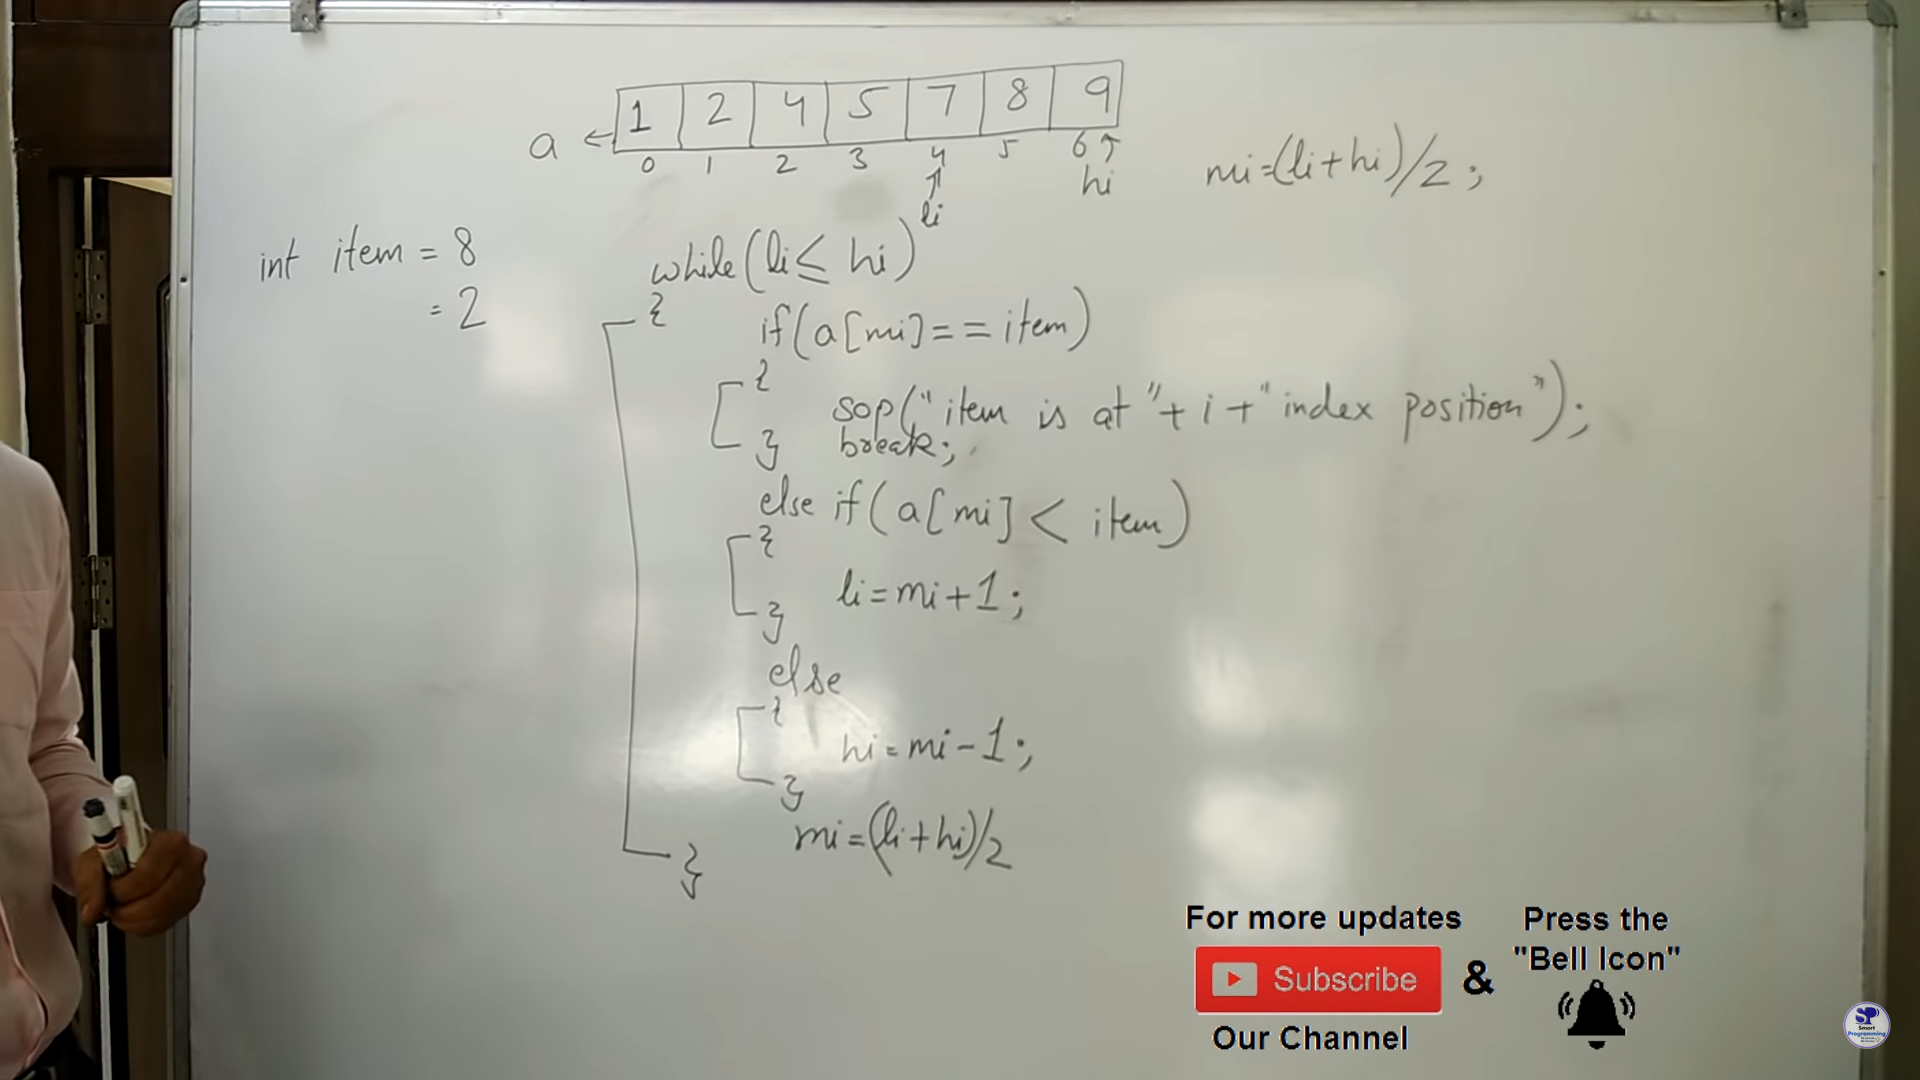 1 2 4 5 7 8 9
a ←
0 1 2 3 4 5 6
hi
li
mi=(li+hi)/2;
int item = 8
= 2
while(li≤ hi)
{
if(a[mi]==item)
{
sop("item is at "+i+" index position");
break;
}
else if(a[mi] < item)
{
li=mi+1;
}
else
{
hi=mi-1;
}
mi=(li+hi)/2
}
For more updates
Subscribe
Our Channel
&
Press the
"Bell Icon"
SP
Smart
Programming